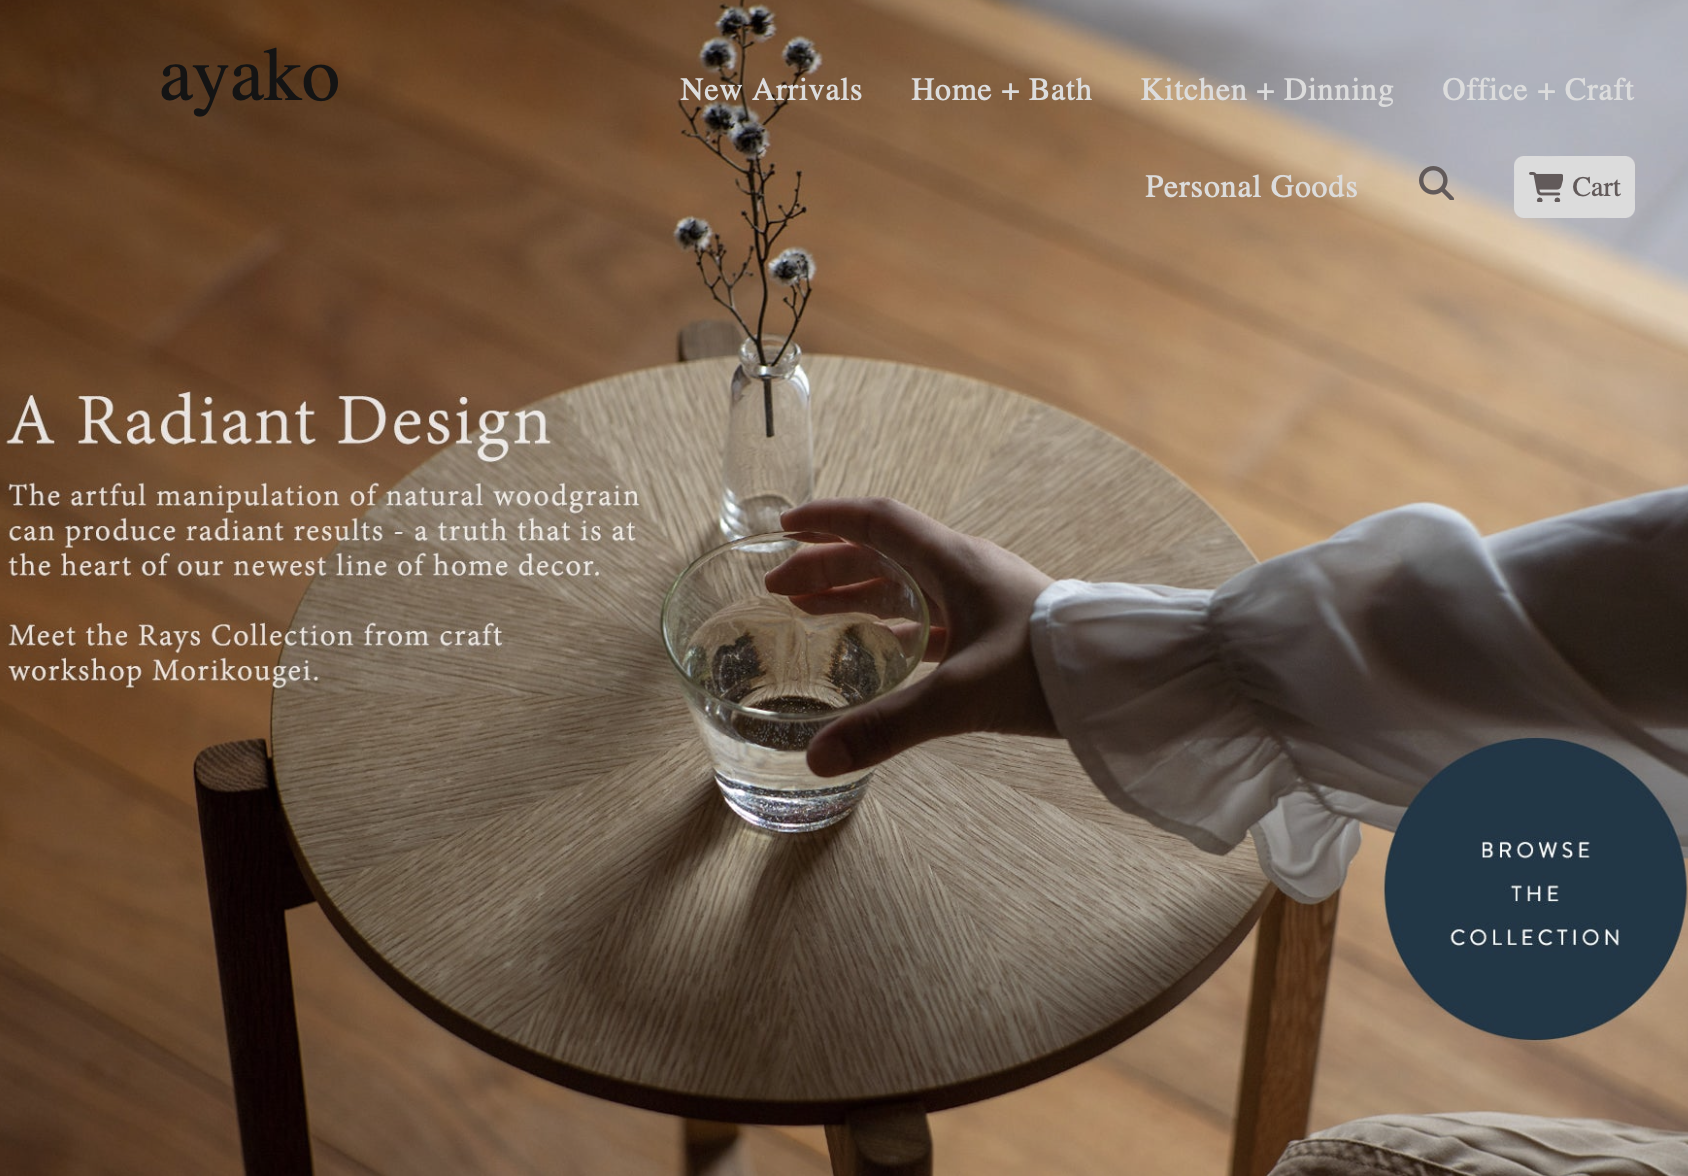 ayako
New Arrivals Home + Bath Kitchen + Dinning Office + Craft
Personal Goods Cart
A Radiant Design
The artful manipulation of natural woodgrain
can produce radiant results - a truth that is at
the heart of our newest line of home decor.
Meet the Rays Collection from craft
workshop Morikougei.
BROWSE
THE
COLLECTION